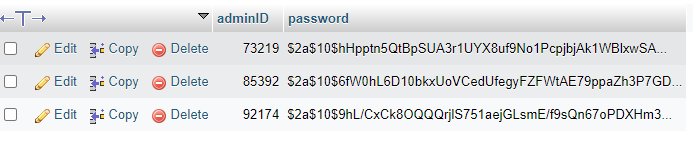 ←T→ adminID password
Edit Copy Delete 73219 $2a$10$hHpptn5QtBpSUA3r1UYX8uf9No1PcpjbjAk1WBIxwSA...
Edit Copy Delete 85392 $2a$10$6fW0hL6D10bkxUoVCedUfegyFZFWtAE79ppaZh3P7GD...
Edit Copy Delete 92174 $2a$10$9hL/CxCk8OQQQrjlS751aejGLsmE/f9sQn67oPDXHm3...